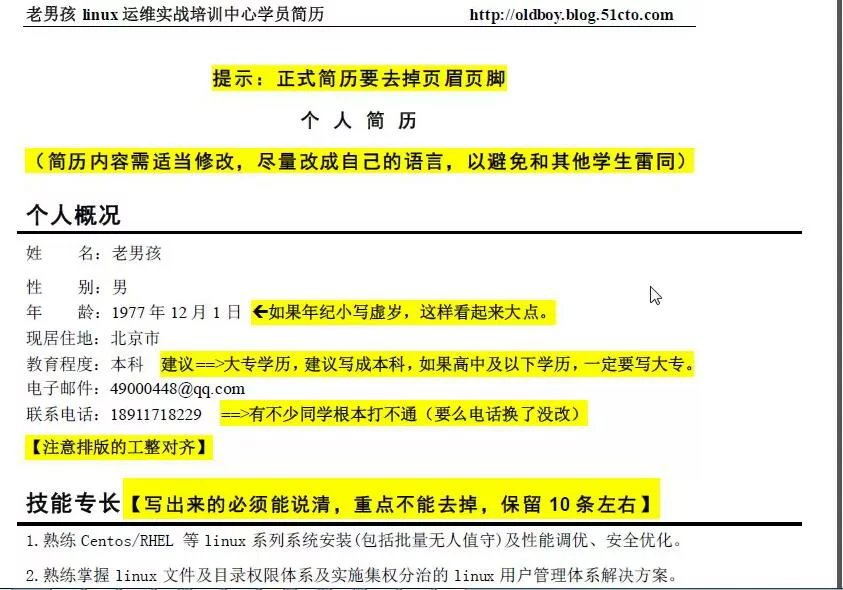 老男孩 linux 运维实战培训中心学员简历 http://oldboy.blog.51cto.com
提示：正式简历要去掉页眉页脚
个 人 简 历
（简历内容需适当修改，尽量改成自己的语言，以避免和其他学生雷同）
个人概况
姓 名：老男孩
性 别：男
年 龄：1977 年 12 月 1 日 ←如果年纪小写虚岁，这样看起来大点。
现居住地：北京市
教育程度：本科 建议==>大专学历，建议写成本科，如果高中及以下学历，一定要写大专。
电子邮件：49000448@qq.com
联系电话：18911718229 ==>有不少同学根本打不通（要么电话换了没改）
【注意排版的工整对齐】
技能专长【写出来的必须能说清，重点不能去掉，保留 10 条左右】
1.熟练 Centos/RHEL 等 linux 系列系统安装(包括批量无人值守)及性能调优、安全优化。
2.熟练掌握 linux 文件及目录权限体系及实施集权分治的 linux 用户管理体系解决方案。